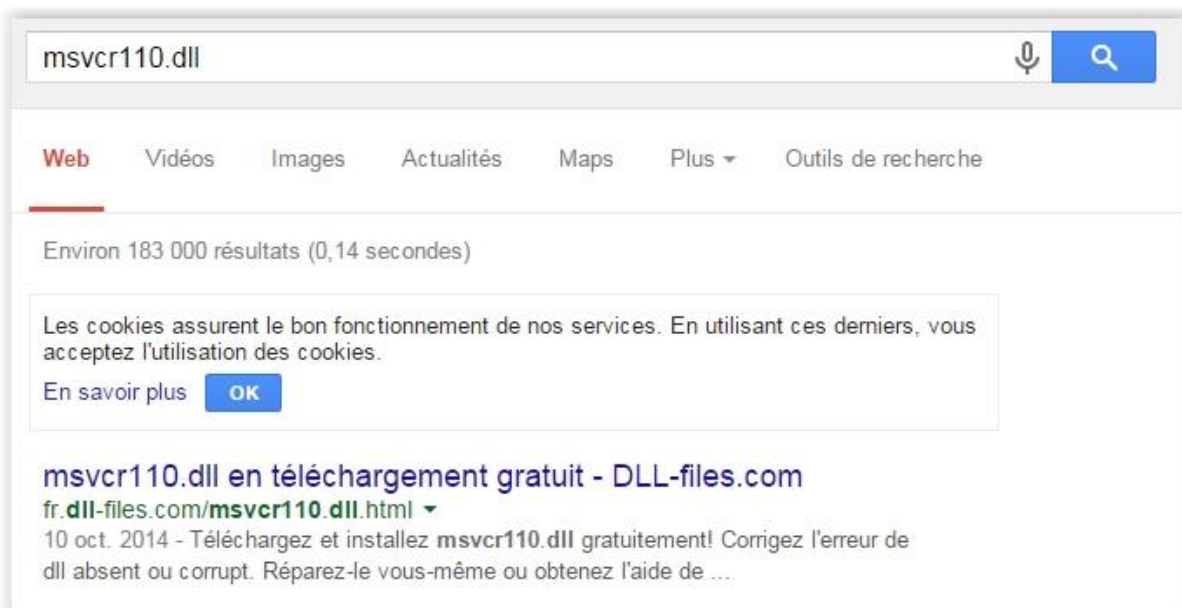 msvcr110.dll
Web Vidéos Images Actualités Maps Plus Outils de recherche
Environ 183 000 résultats (0,14 secondes)
Les cookies assurent le bon fonctionnement de nos services. En utilisant ces derniers, vous
acceptez l'utilisation des cookies.
En savoir plus OK
msvcr110.dll en téléchargement gratuit - DLL-files.com
fr.dll-files.com/msvcr110.dll.html
10 oct. 2014 - Téléchargez et installez msvcr110.dll gratuitement! Corrigez l'erreur de
dll absent ou corrupt. Réparez-le vous-même ou obtenez l'aide de ...